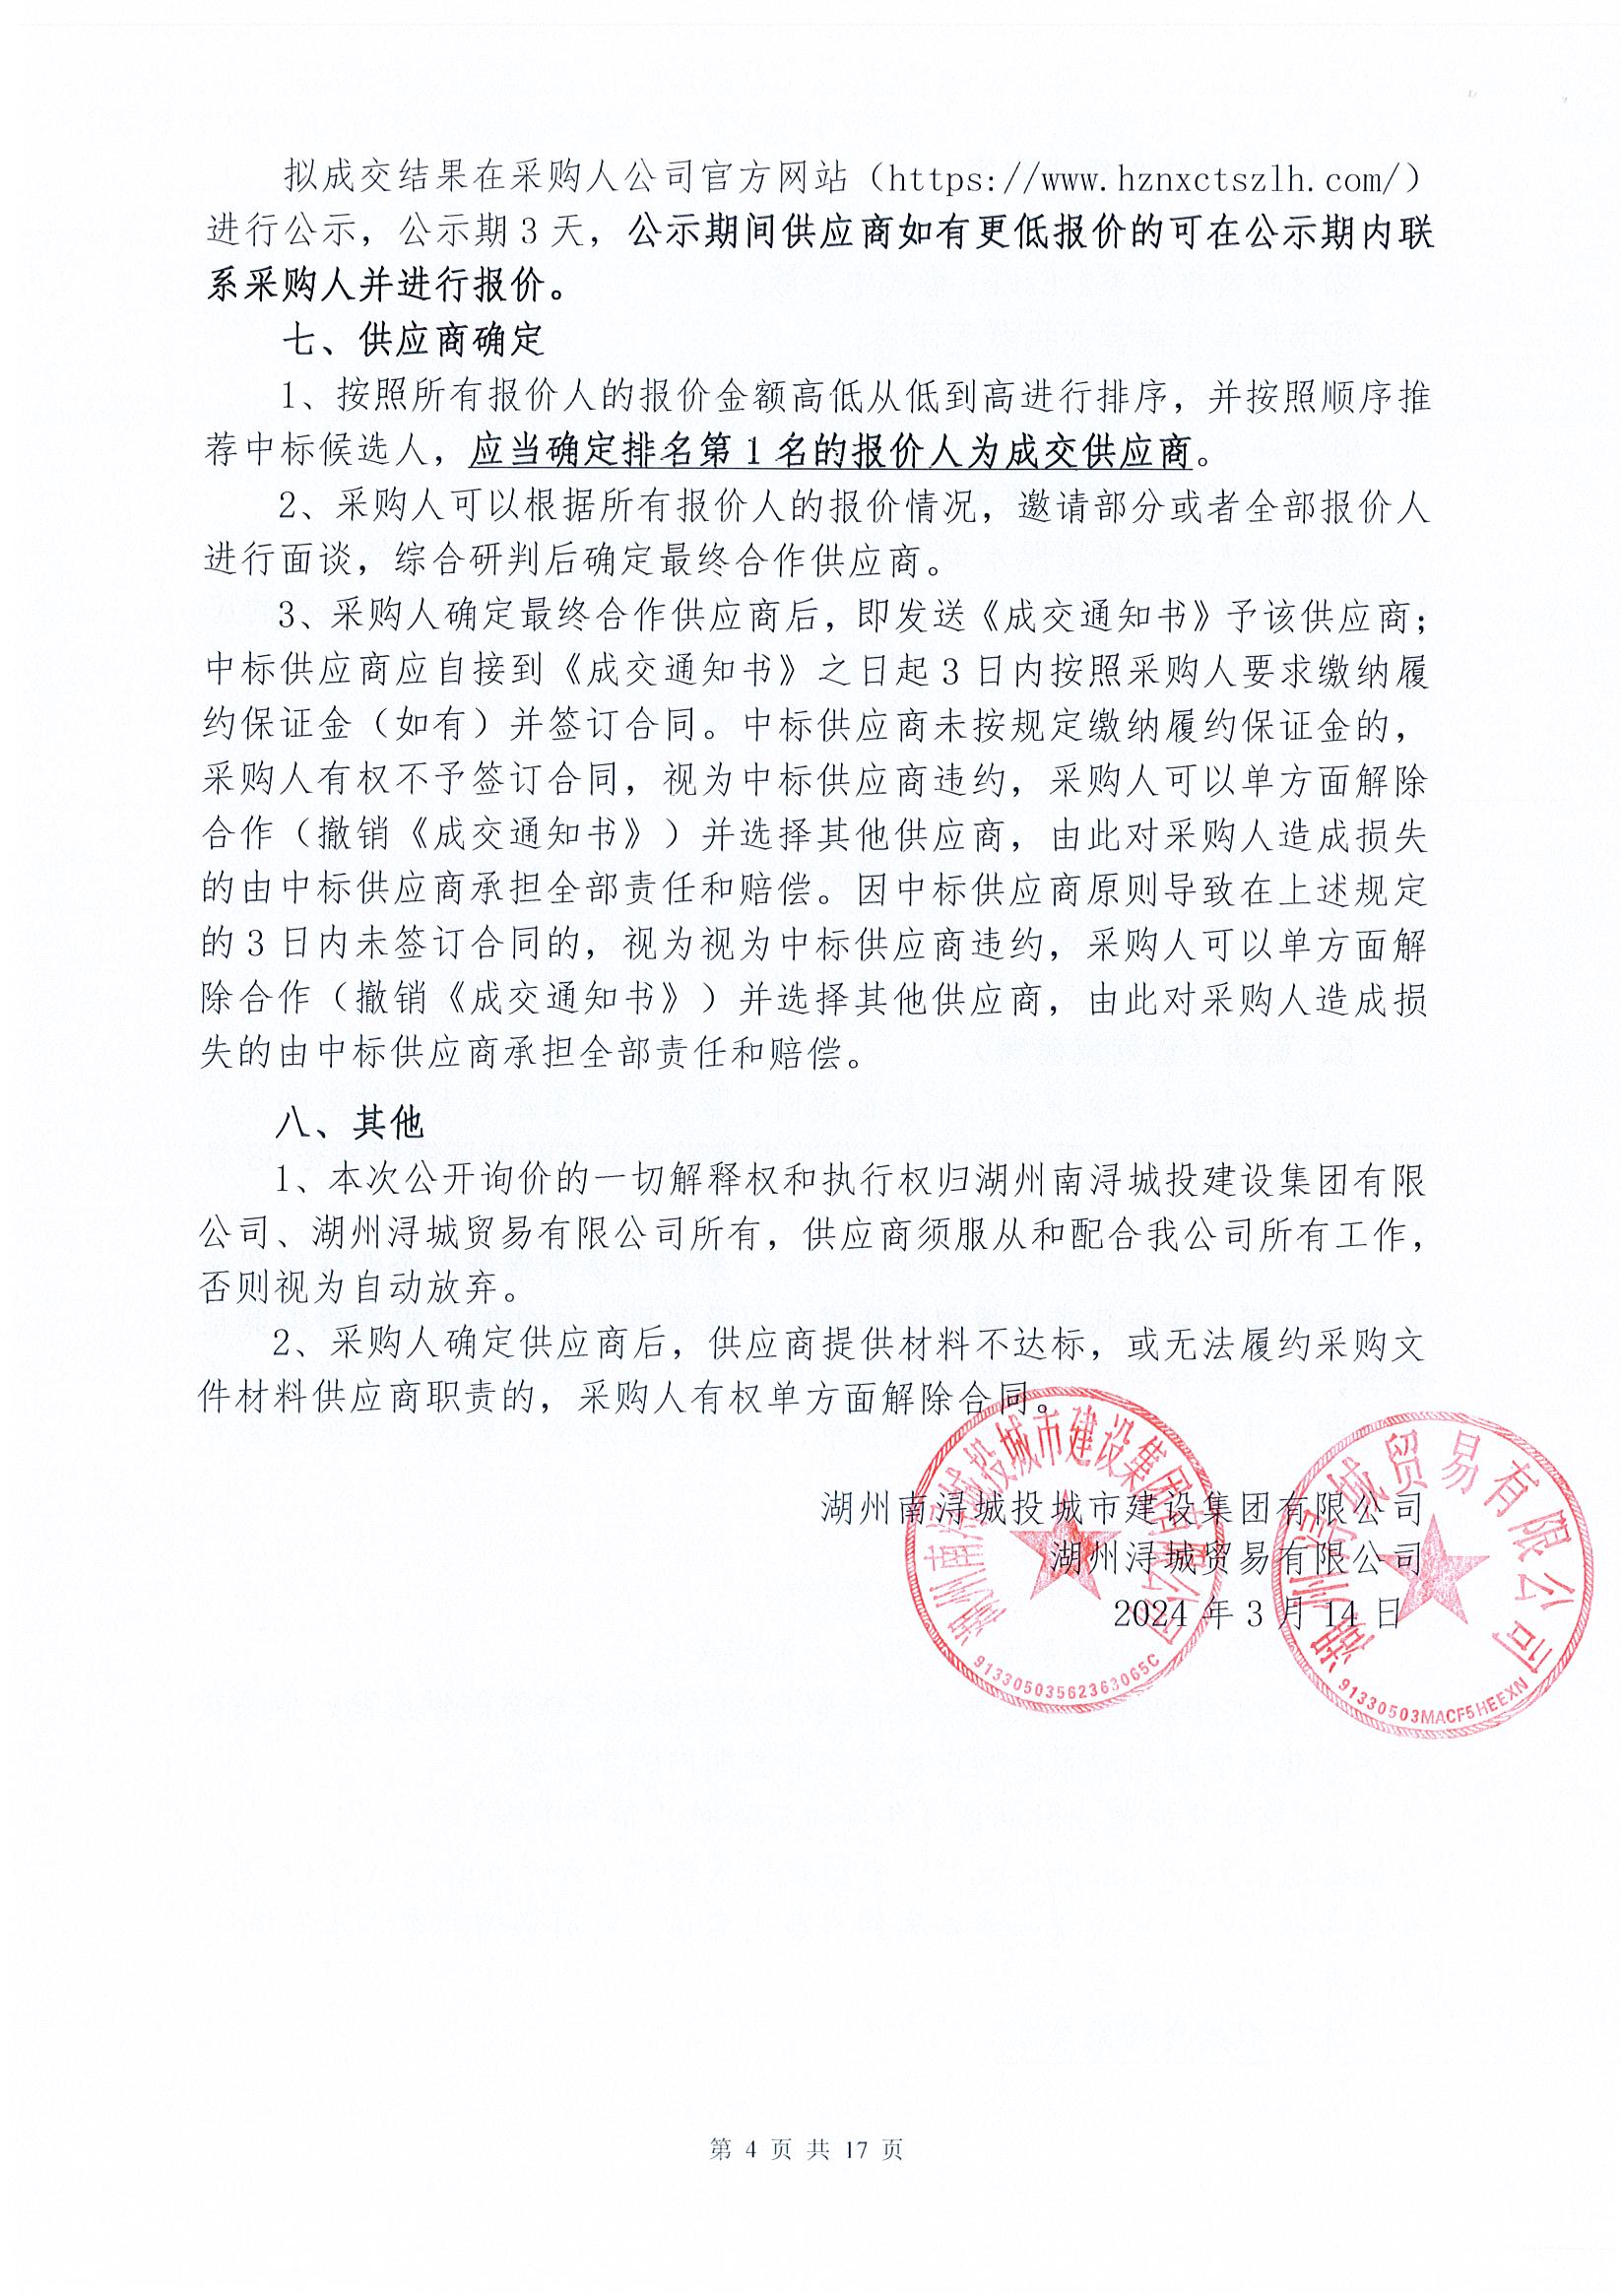 拟成交结果在采购人公司官方网站（https://www.hznxctszlh.com/）
进行公示，公示期 3 天，公示期间供应商如有更低报价的可在公示期内联
系采购人并进行报价。
七、供应商确定
1、按照所有报价人的报价金额高低从低到高进行排序，并按照顺序推
荐中标候选人，应当确定排名第 1 名的报价人为成交供应商。
2、采购人可以根据所有报价人的报价情况，邀请部分或者全部报价人
进行面谈，综合研判后确定最终合作供应商。
3、采购人确定最终合作供应商后，即发送《成交通知书》予该供应商；
中标供应商应自接到《成交通知书》之日起 3 日内按照采购人要求缴纳履
约保证金（如有）并签订合同。中标供应商未按规定缴纳履约保证金的，
采购人有权不予签订合同，视为中标供应商违约，采购人可以单方面解除
合作（撤销《成交通知书》）并选择其他供应商，由此对采购人造成损失
的由中标供应商承担全部责任和赔偿。因中标供应商原则导致在上述规定
的 3 日内未签订合同的，视为视为中标供应商违约，采购人可以单方面解
除合作（撤销《成交通知书》）并选择其他供应商，由此对采购人造成损
失的由中标供应商承担全部责任和赔偿。
八、其他
1、本次公开询价的一切解释权和执行权归湖州南浔城投建设集团有限
公司、湖州浔城贸易有限公司所有，供应商须服从和配合我公司所有工作，
否则视为自动放弃。
2、采购人确定供应商后，供应商提供材料不达标，或无法履约采购文
件材料供应商职责的，采购人有权单方面解除合同。
湖州南浔城投城市建设集团有限公司
湖州浔城贸易有限公司
2024 年 3 月 14 日
湖州南浔城投城市建设集团有限公司
91330503562363065C
湖州浔城贸易有限公司
91330503MACF5HEEXN
第 4 页 共 17 页